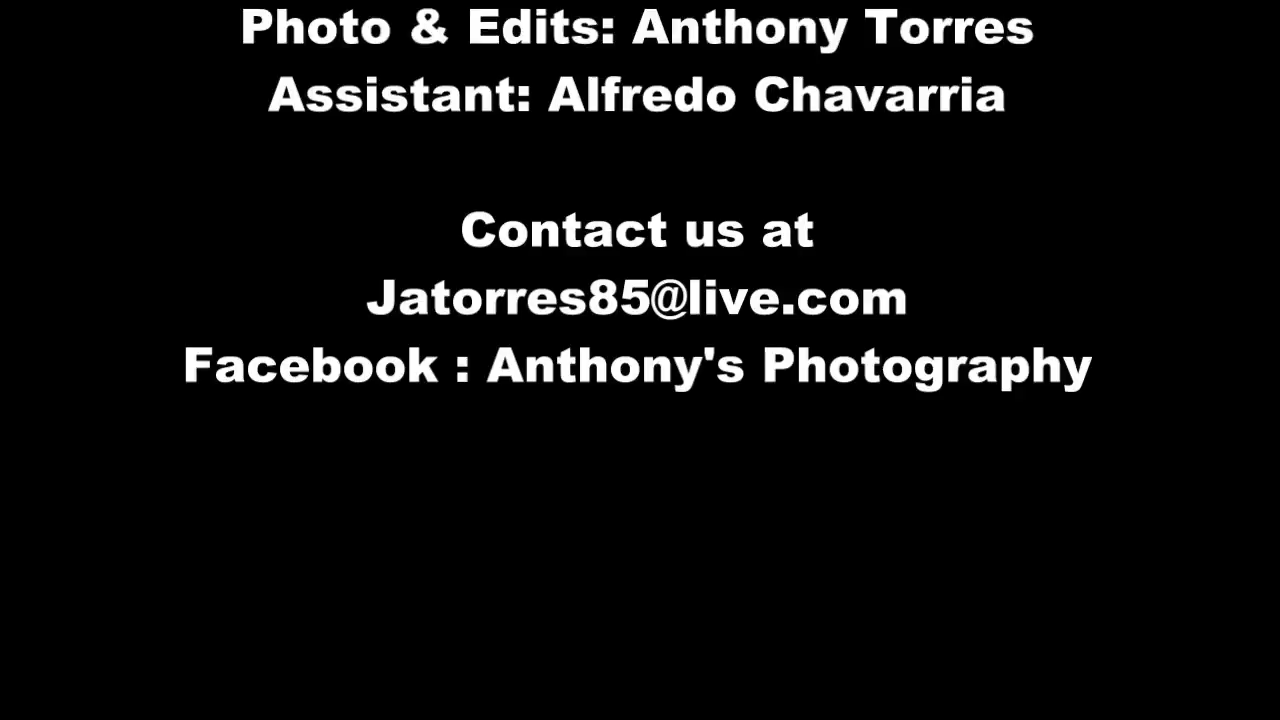 Photo & Edits: Anthony Torres
Assistant: Alfredo Chavarria
Contact us at
Jatorres85@live.com
Facebook : Anthony's Photography